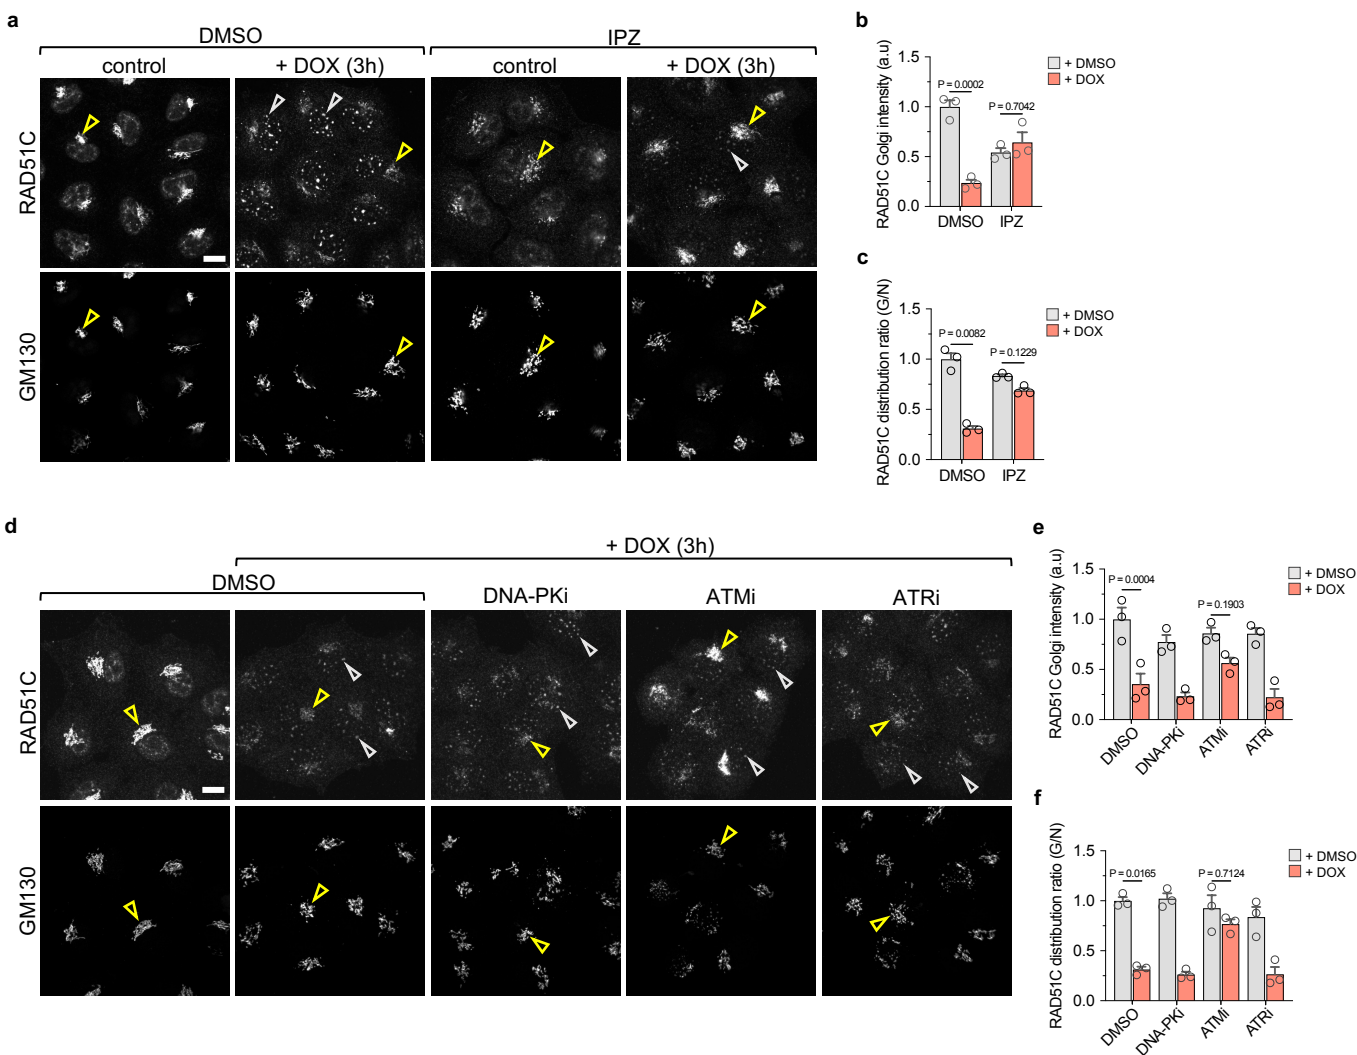 a
DMSO
IPZ
control
+ DOX (3h)
control
+ DOX (3h)
RAD51C
GM130
b
RAD51C Golgi intensity (a.u)
1.5
1.0
0.5
0.0
P = 0.0002
P = 0.7042
DMSO
IPZ
+ DMSO
+ DOX
c
RAD51C distribution ratio (G/N)
1.5
1.0
0.5
0.0
P = 0.0082
P = 0.1229
DMSO
IPZ
+ DMSO
+ DOX
d
+ DOX (3h)
DMSO
DNA-PKi
ATMi
ATRi
RAD51C
GM130
e
RAD51C Golgi intensity (a.u)
1.5
1.0
0.5
0.0
P = 0.0004
P = 0.1903
DMSO
DNA-PKi
ATMi
ATRi
+ DMSO
+ DOX
f
RAD51C distribution ratio (G/N)
1.5
1.0
0.5
0.0
P = 0.0165
P = 0.7124
DMSO
DNA-PKi
ATMi
ATRi
+ DMSO
+ DOX